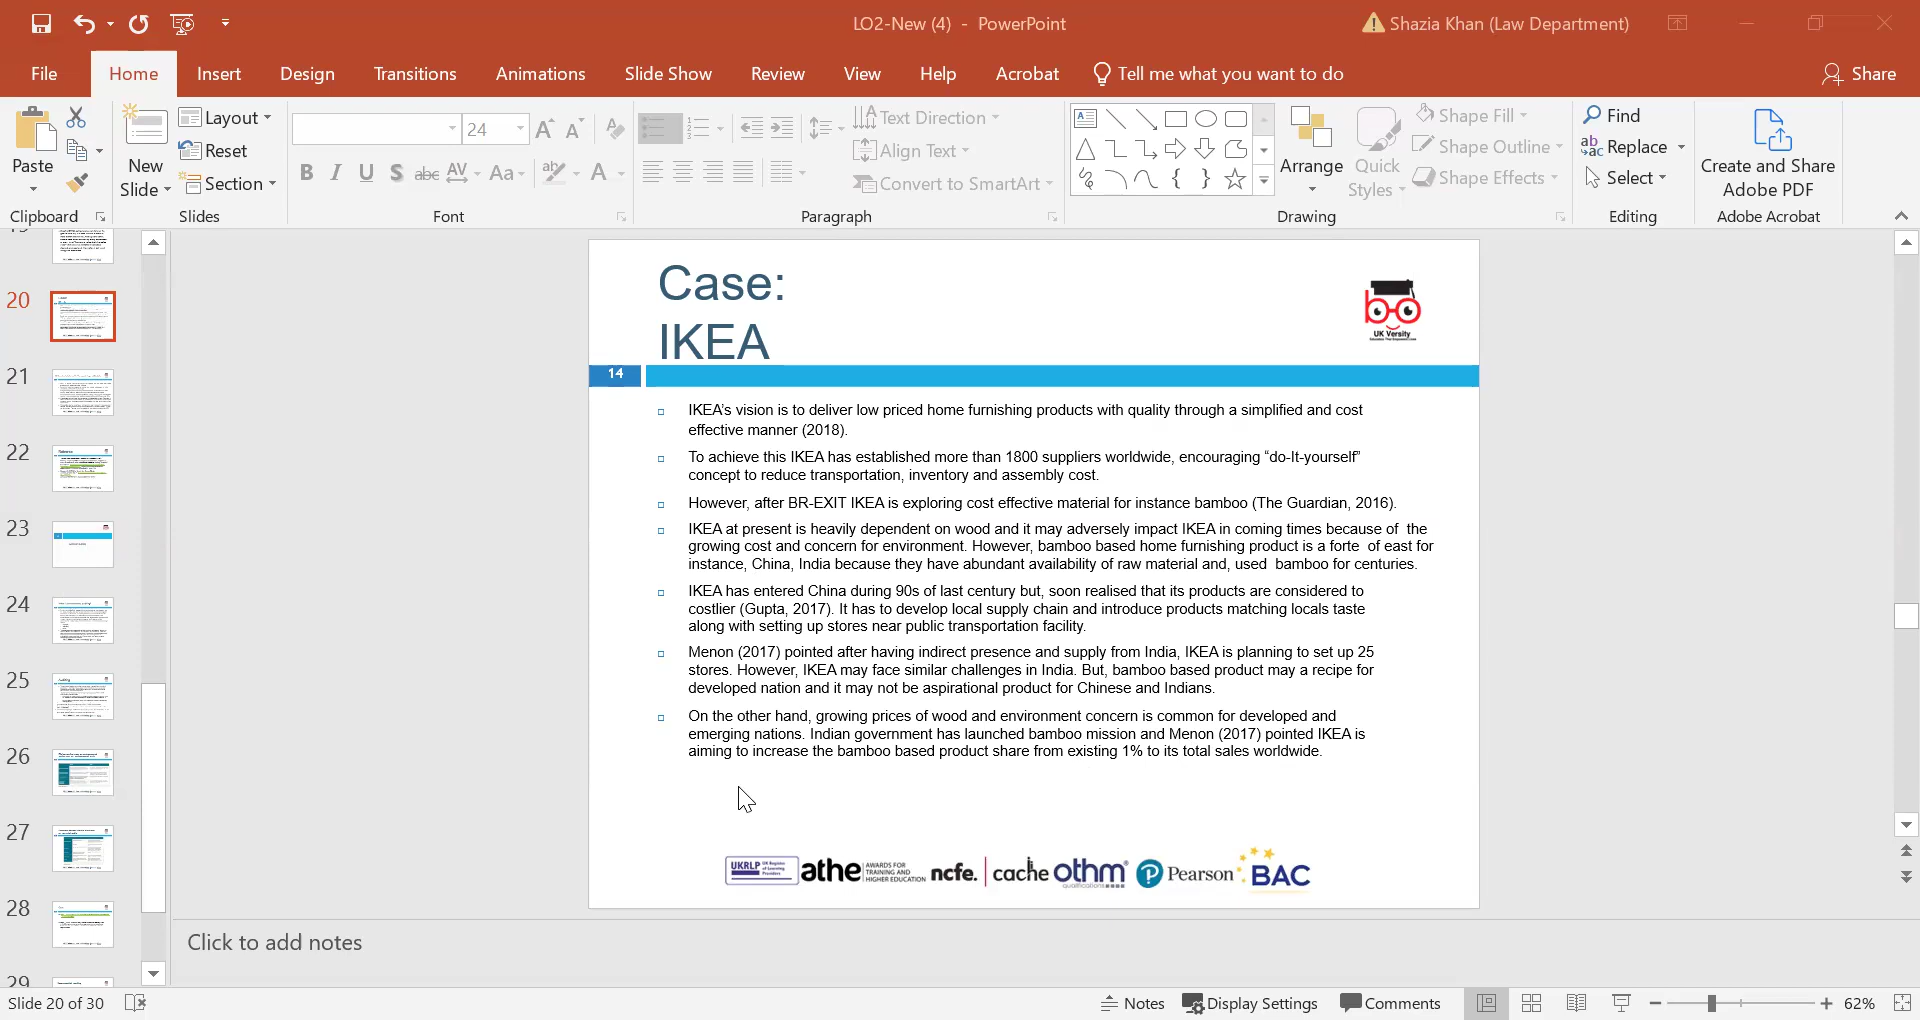 LO2-New (4) - PowerPoint
Shazia Khan (Law Department)
File Home Insert Design Transitions Animations Slide Show Review View Help Acrobat Tell me what you want to do Share
Paste
Clipboard
New Slide
Layout
Reset
Section
Slides
24
B I U S abc AV Aa A
Font
Text Direction
Align Text
Convert to SmartArt
Paragraph
Arrange
Quick Styles
Shape Fill
Shape Outline
Shape Effects
Drawing
Find
Replace
Select
Editing
Create and Share
Adobe PDF
Adobe Acrobat
20
21
22
23
24
25
26
27
28
29
Case:
IKEA
UK Versity
14
IKEA’s vision is to deliver low priced home furnishing products with quality through a simplified and cost
effective manner (2018).
To achieve this IKEA has established more than 1800 suppliers worldwide, encouraging “do-It-yourself”
concept to reduce transportation, inventory and assembly cost.
However, after BR-EXIT IKEA is exploring cost effective material for instance bamboo (The Guardian, 2016).
IKEA at present is heavily dependent on wood and it may adversely impact IKEA in coming times because of the
growing cost and concern for environment. However, bamboo based home furnishing product is a forte of east for
instance, China, India because they have abundant availability of raw material and, used bamboo for centuries.
IKEA has entered China during 90s of last century but, soon realised that its products are considered to
costlier (Gupta, 2017). It has to develop local supply chain and introduce products matching locals taste
along with setting up stores near public transportation facility.
Menon (2017) pointed after having indirect presence and supply from India, IKEA is planning to set up 25
stores. However, IKEA may face similar challenges in India. But, bamboo based product may a recipe for
developed nation and it may not be aspirational product for Chinese and Indians.
On the other hand, growing prices of wood and environment concern is common for developed and
emerging nations. Indian government has launched bamboo mission and Menon (2017) pointed IKEA is
aiming to increase the bamboo based product share from existing 1% to its total sales worldwide.
UKRLP UK Register of Learning Providers
athe AWARDS FOR TRAINING AND HIGHER EDUCATION
ncfe. cache
othm qualifications
Pearson
BAC
Click to add notes
Slide 20 of 30
Notes Display Settings Comments 62%